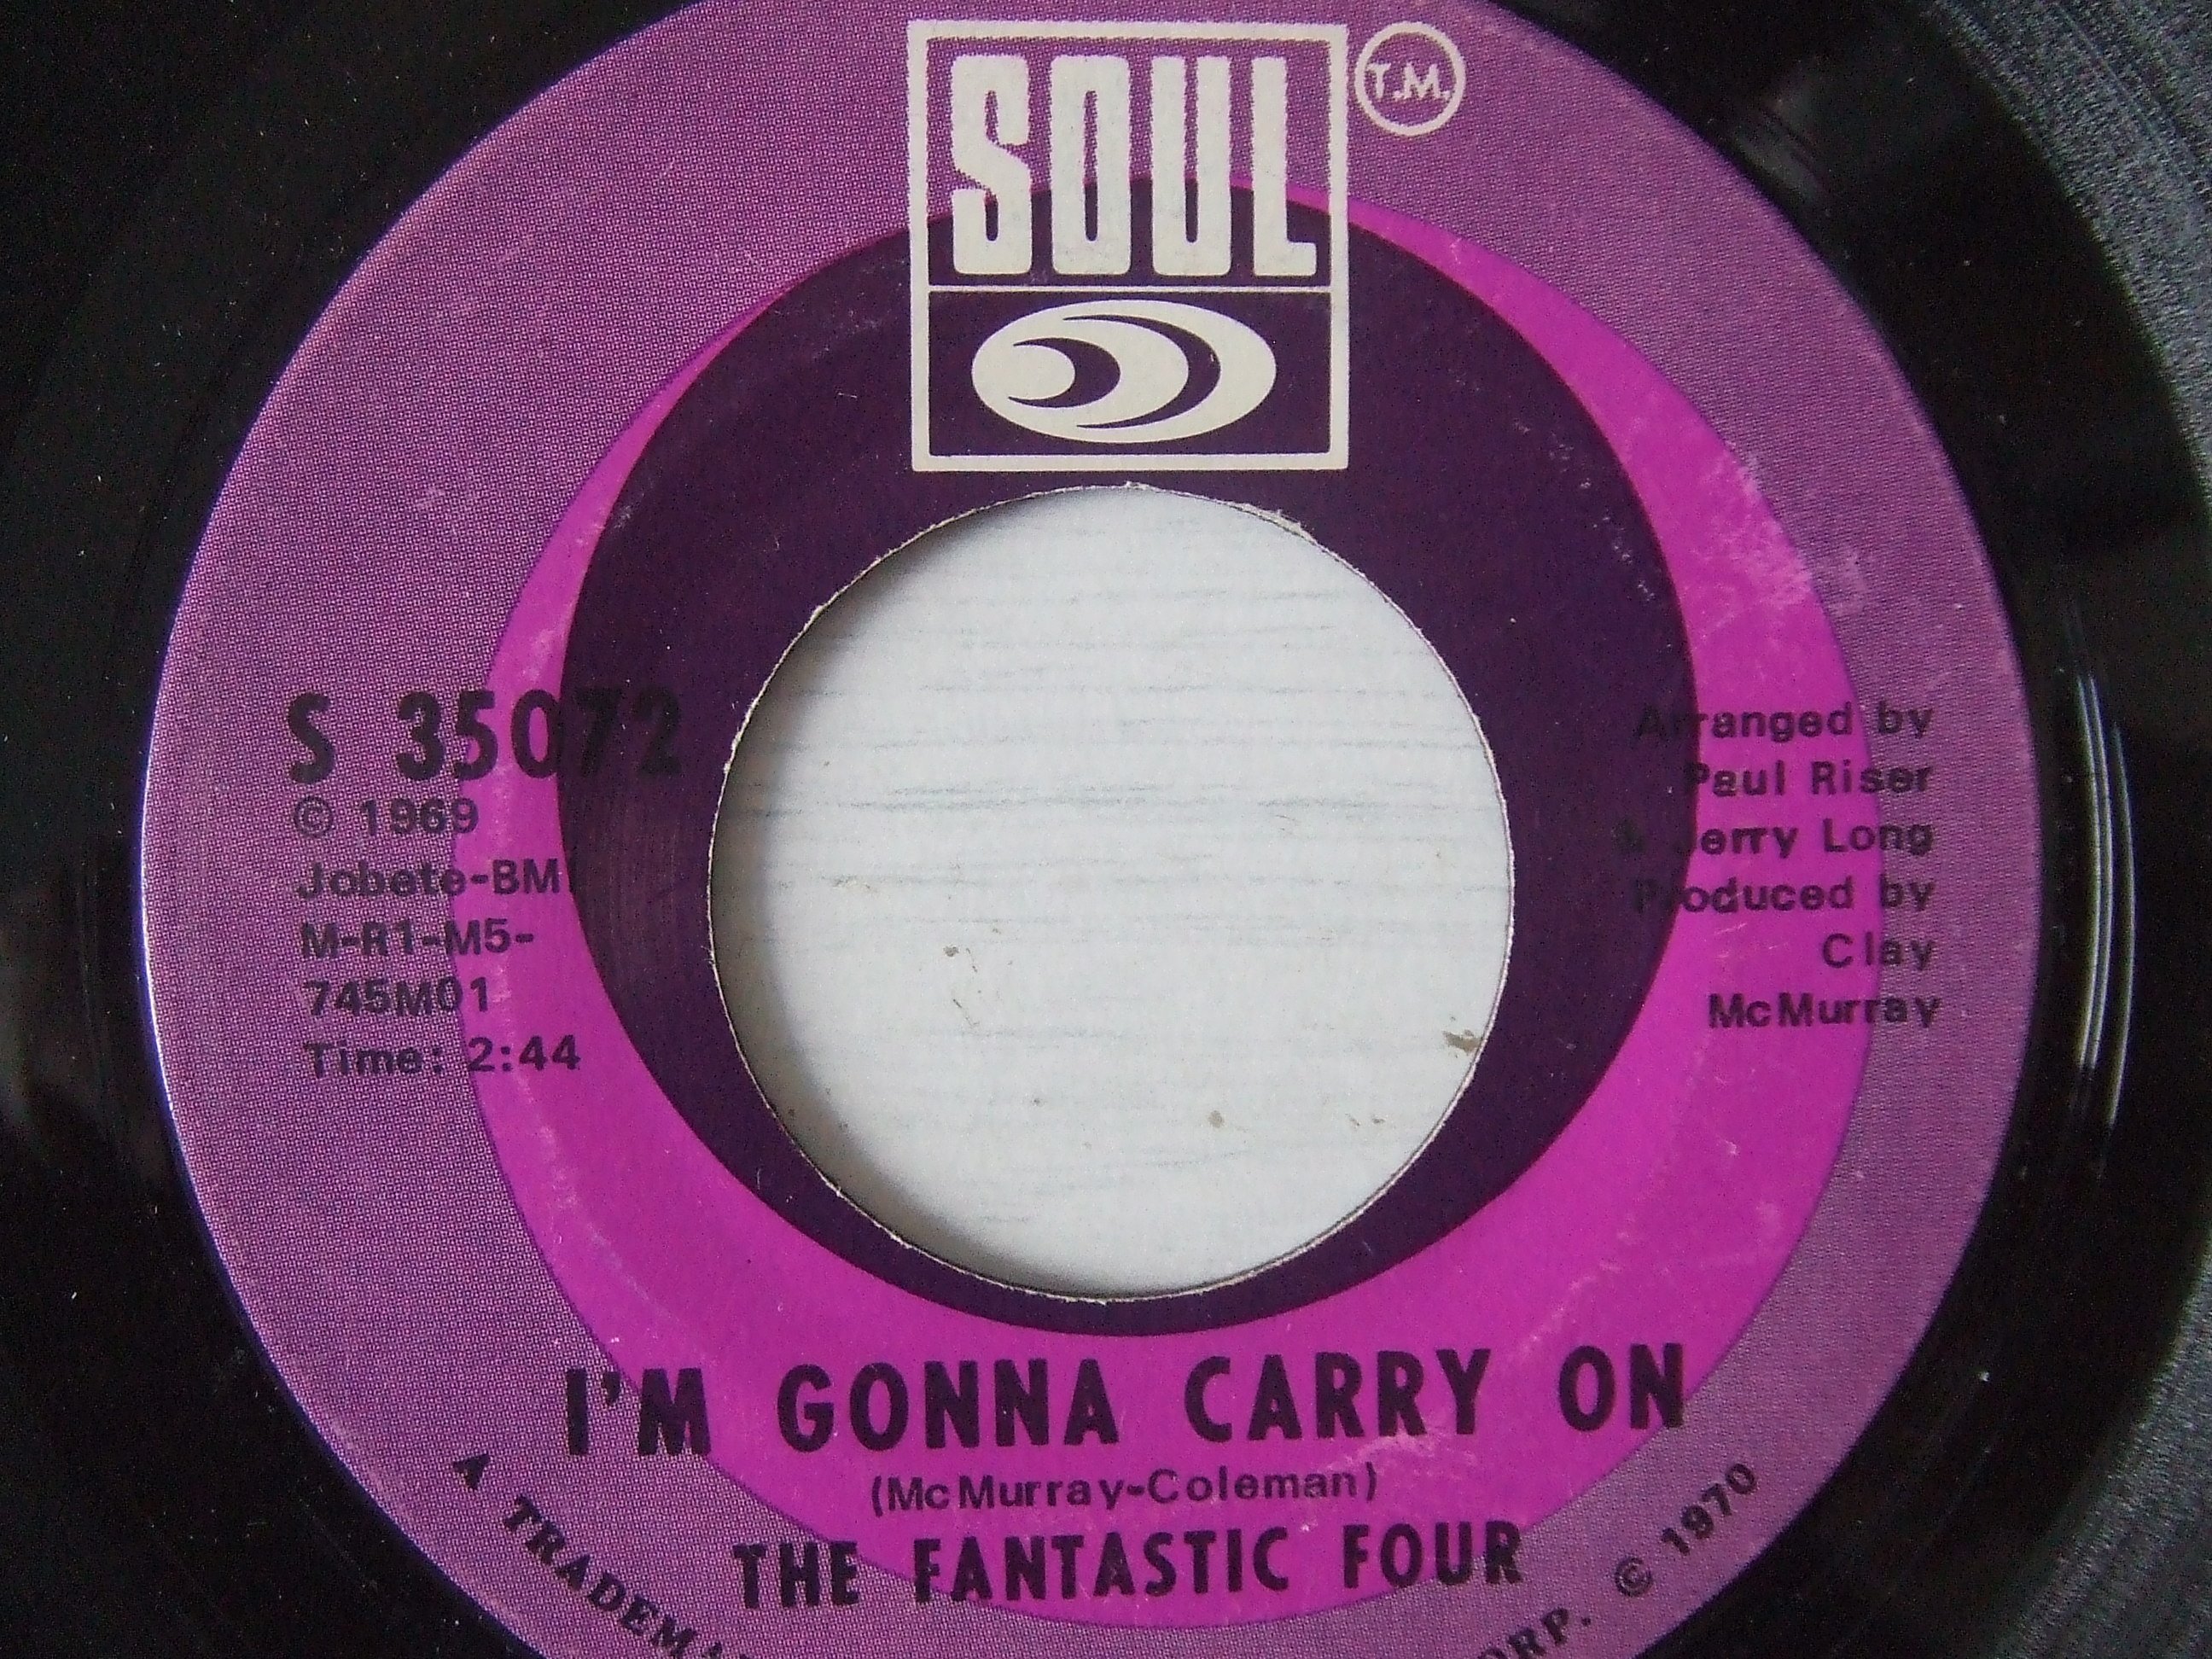 SOUL
T.M.
S 35072
© 1969
Jobete-BMI
M-R1-M5-
745M01
Time: 2:44
Arranged by
Paul Riser
& Jerry Long
Produced by
Clay
McMurray
I'M GONNA CARRY ON
(McMurray-Coleman)
THE FANTASTIC FOUR
A TRADEMA
ORP. © 1970